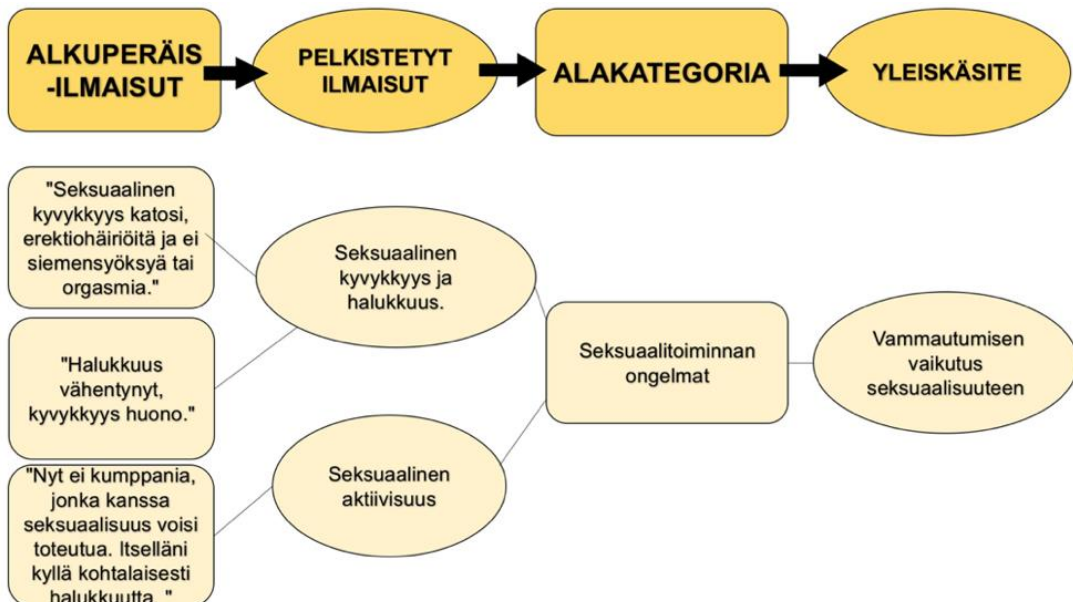 ALKUPERÄIS
-ILMAISUT
PELKISTETYT
ILMAISUT
ALAKATEGORIA
YLEISKÄSITE
"Seksuaalinen
kyvykkyys katosi,
erektiohäiriöitä ja ei
siemensyöksyä tai
orgasmia."
"Halukkuus
vähentynyt,
kyvykkyys huono."
"Nyt ei kumppania,
jonka kanssa
seksuaalisuus voisi
toteutua. Itselläni
kyllä kohtalaisesti
halukkuutta. "
Seksuaalinen
kyvykkyys ja
halukkuus.
Seksuaalinen
aktiivisuus
Seksuaalitoiminnan
ongelmat
Vammautumisen
vaikutus
seksuaalisuuteen